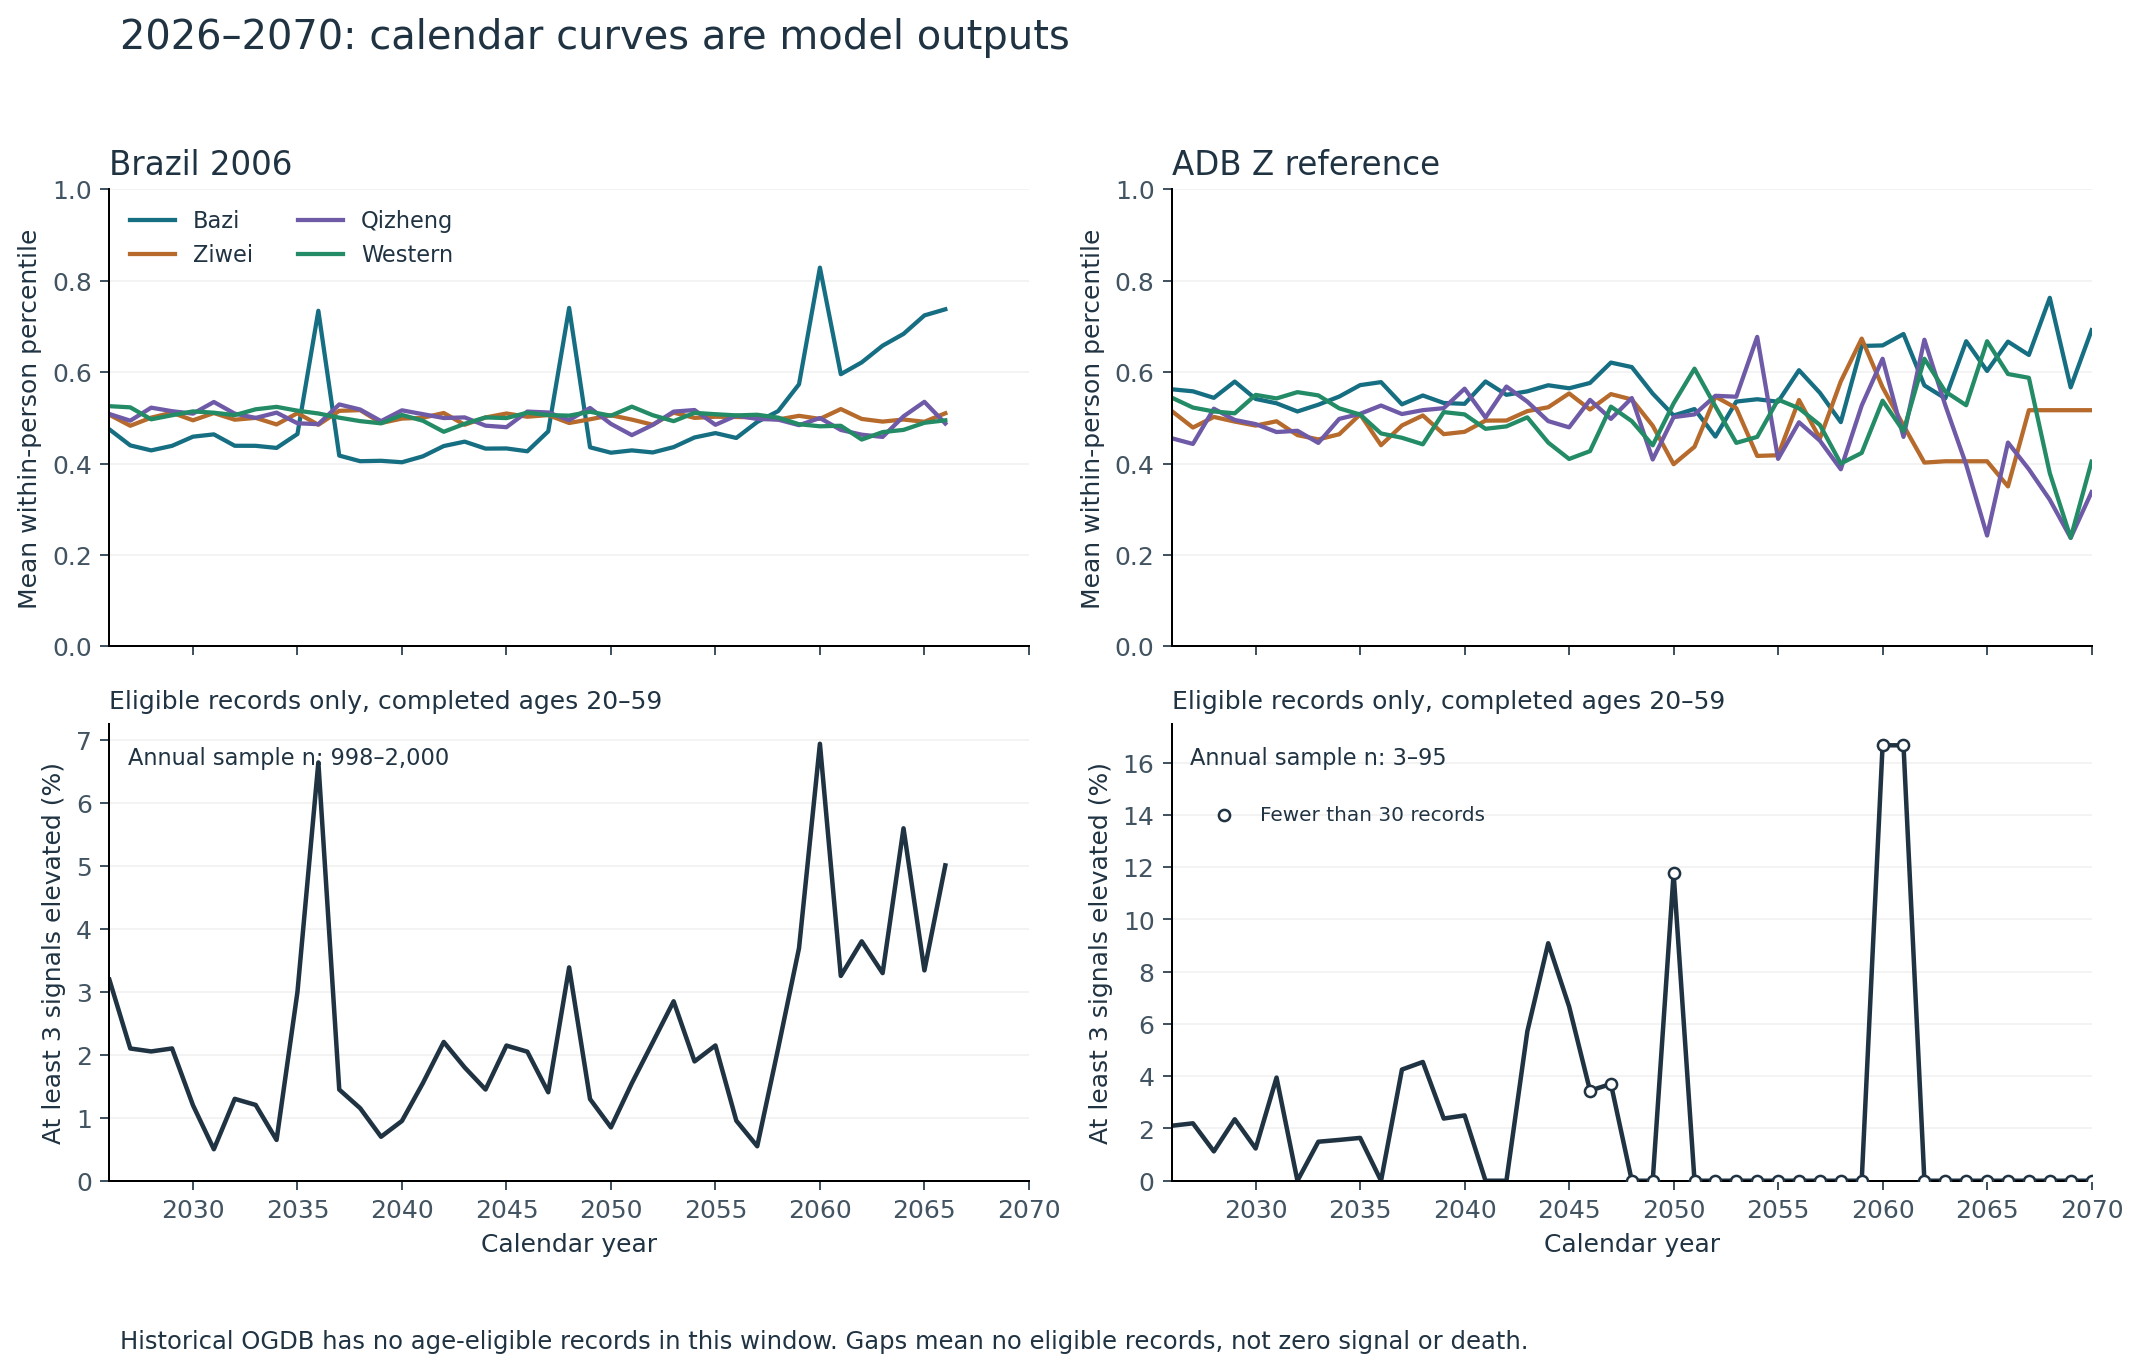 2026–2070: calendar curves are model outputs
Brazil 2006
Mean within-person percentile
1.0
0.8
0.6
0.4
0.2
0.0
Bazi
Ziwei
Qizheng
Western
ADB Z reference
Mean within-person percentile
1.0
0.8
0.6
0.4
0.2
0.0
Eligible records only, completed ages 20–59
At least 3 signals elevated (%)
7
6
5
4
3
2
1
0
Annual sample n: 998–2,000
2030 2035 2040 2045 2050 2055 2060 2065 2070
Calendar year
Eligible records only, completed ages 20–59
At least 3 signals elevated (%)
16
14
12
10
8
6
4
2
0
Annual sample n: 3–95
Fewer than 30 records
2030 2035 2040 2045 2050 2055 2060 2065 2070
Calendar year
Historical OGDB has no age-eligible records in this window. Gaps mean no eligible records, not zero signal or death.